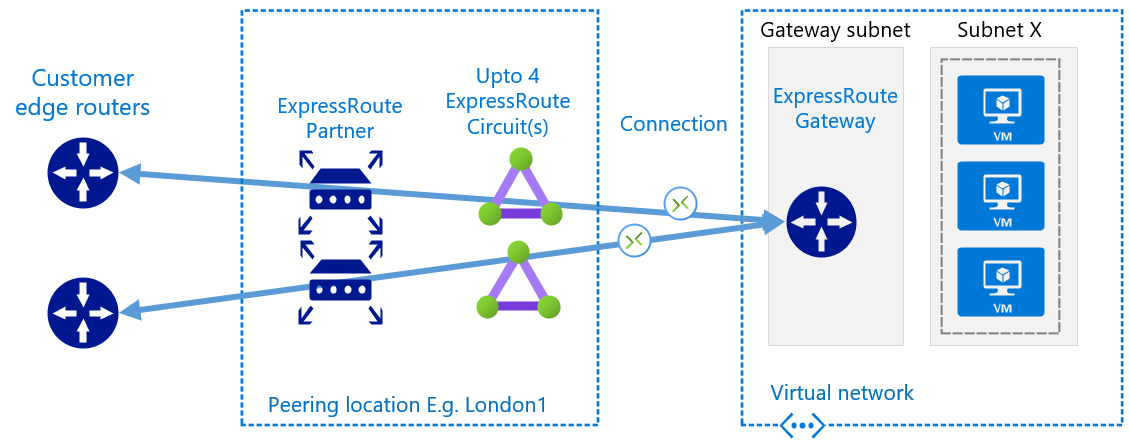 Customer
edge routers
ExpressRoute
Partner
Upto 4
ExpressRoute
Circuit(s)
Peering location E.g. London1
Connection
Gateway subnet
ExpressRoute
Gateway
Subnet X
VM
VM
VM
Virtual network